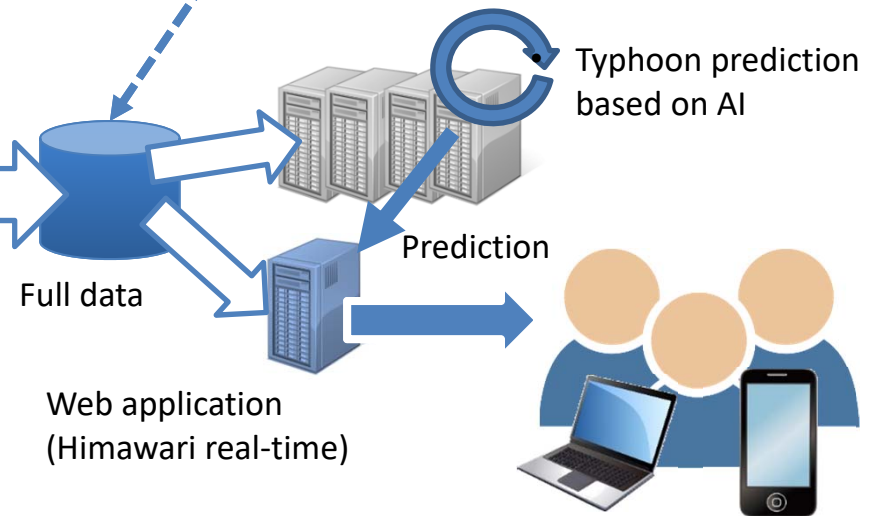 Typhoon prediction
based on AI
Prediction
Full data
Web application
(Himawari real-time)